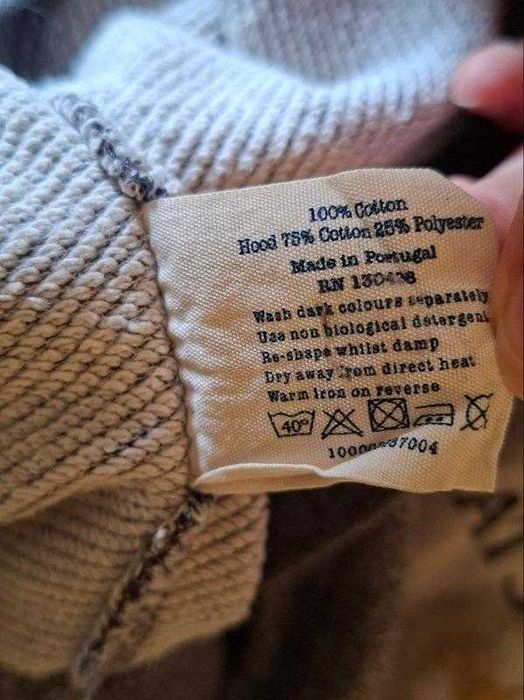 100% Cotton
Hood 75% Cotton 25% Polyester
Made in Portugal
RN
Wash dark colours separately
Use non biological detergent
Re-shape whilst damp
Dry away from direct heat
Warm iron on reverse
40°